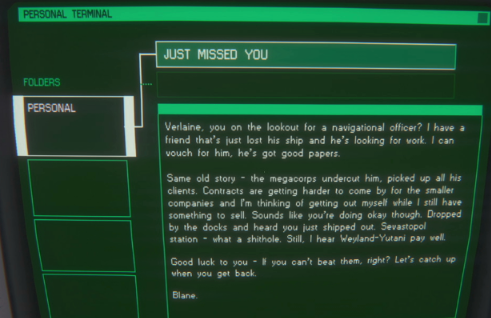 PERSONAL TERMINAL
JUST MISSED YOU
FOLDERS
PERSONAL
Verlaine, you on the lookout for a navigational officer? I have a
friend that's just lost his ship and he's looking for work. I can
vouch for him, he's got good papers.
Same old story - the megacorps undercut him, picked up all his
clients. Contracts are getting harder to come by for the smaller
companies and I'm thinking of getting out myself while I still have
something to sell. Sounds like you're doing okay though. Dropped
by the docks and heard you just shipped out. Sevastopol
station - what a shithole. Still, I hear Weyland-Yutani pay well.
Good luck to you - If you can't beat them, right? Let's catch up
when you get back.
Blane.